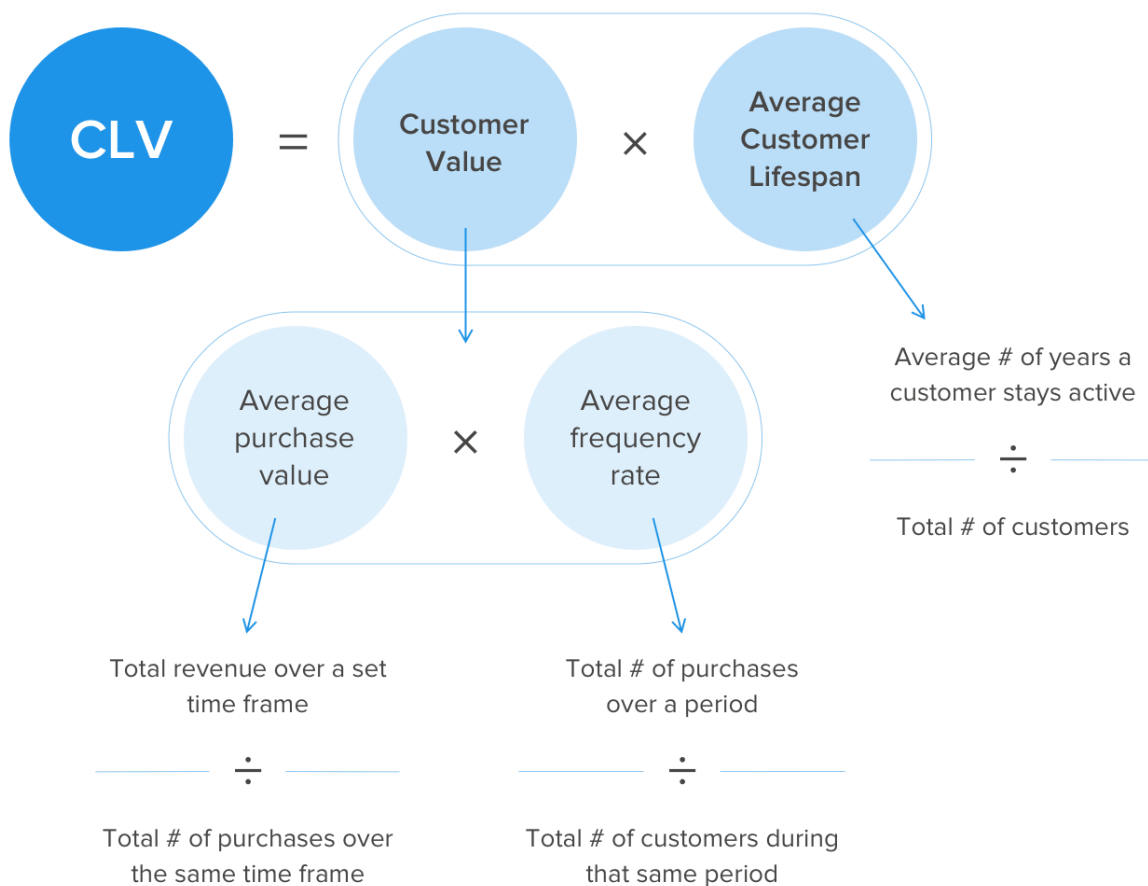 CLV
=
Customer
Value
×
Average
Customer
Lifespan
Average
purchase
value
×
Average
frequency
rate
Average # of years a
customer stays active
÷
Total # of customers
Total revenue over a set
time frame
÷
Total # of purchases over
the same time frame
Total # of purchases
over a period
÷
Total # of customers during
that same period